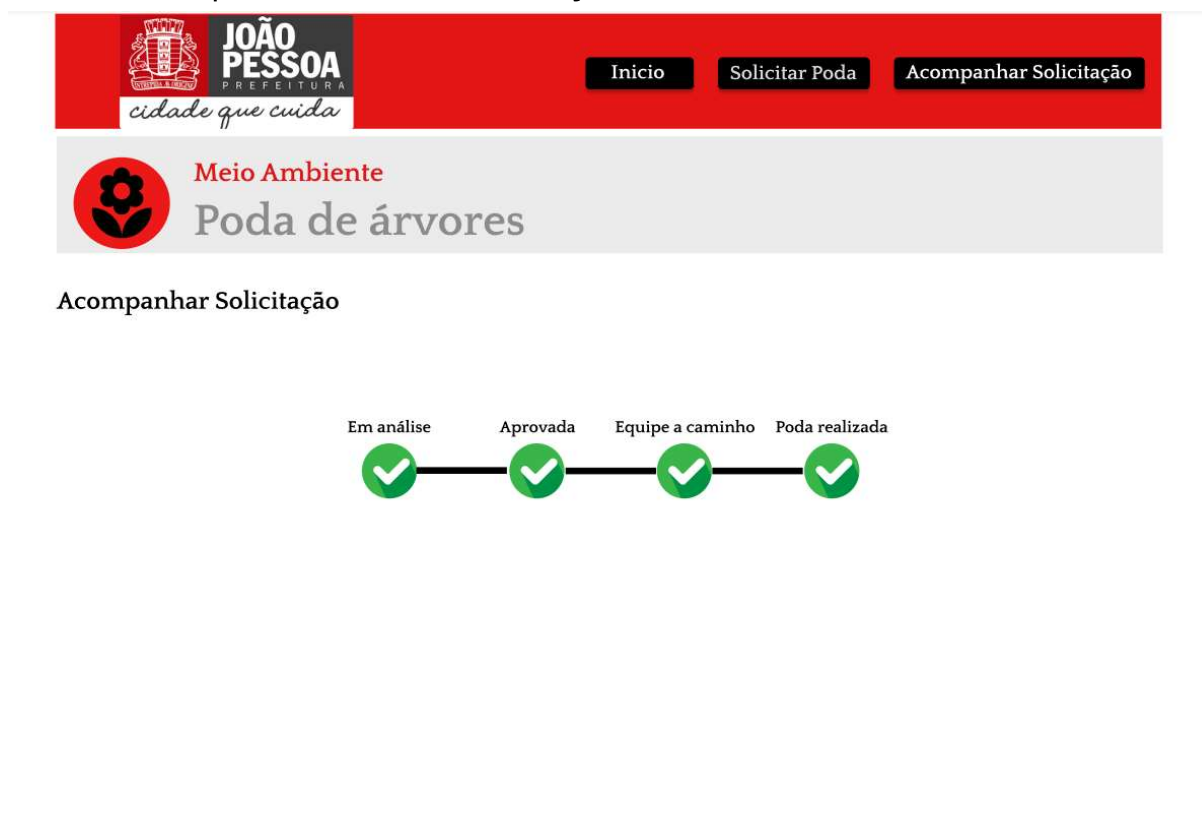 JOÃO
PESSOA
PREFEITURA
cidade que cuida
Inicio
Solicitar Poda
Acompanhar Solicitação
Meio Ambiente
Poda de árvores
Acompanhar Solicitação
Em análise
Aprovada
Equipe a caminho
Poda realizada